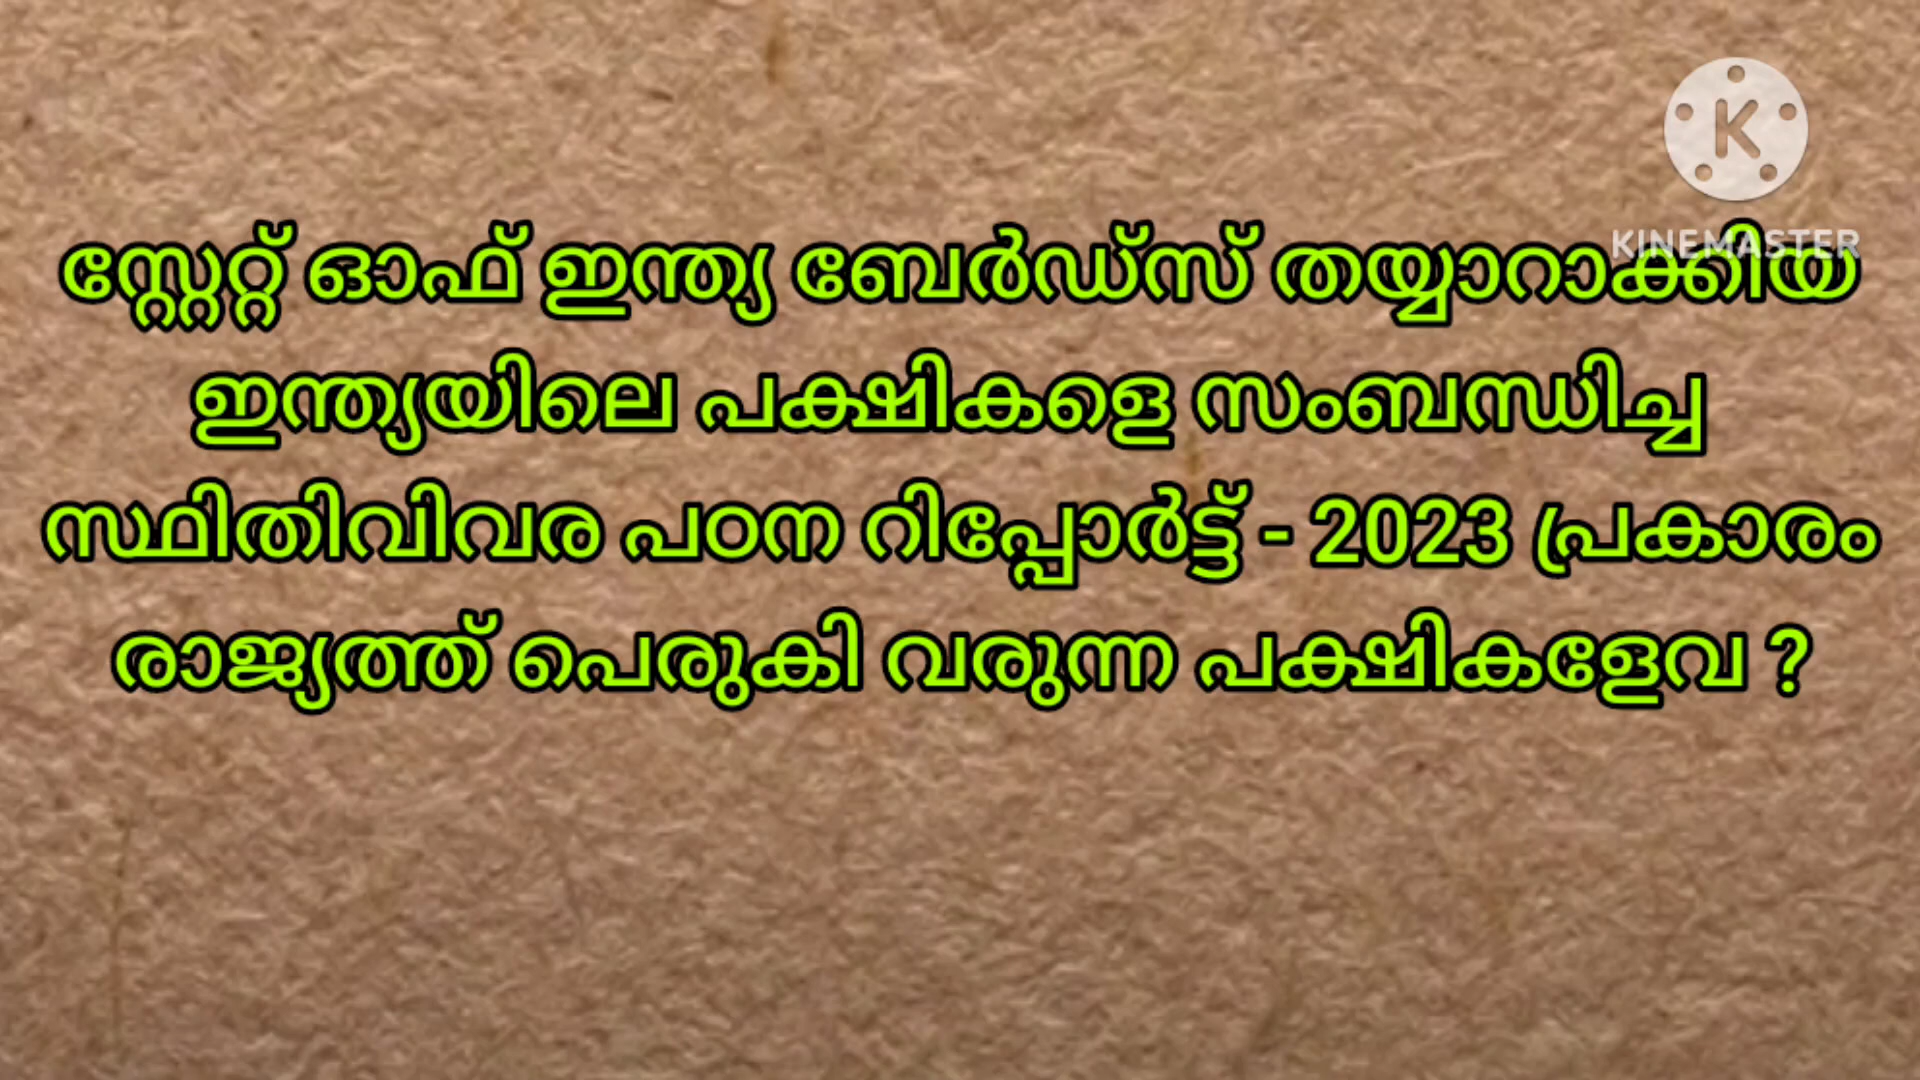 KINEMASTER
സ്റ്റേറ്റ് ഓഫ് ഇന്ത്യ ബേർഡ്സ് തയ്യാറാക്കിയ
ഇന്ത്യയിലെ പക്ഷികളെ സംബന്ധിച്ച
സ്ഥിതിവിവര പഠന റിപ്പോർട്ട് - 2023 പ്രകാരം
രാജ്യത്ത് പെരുകി വരുന്ന പക്ഷികളേവ ?